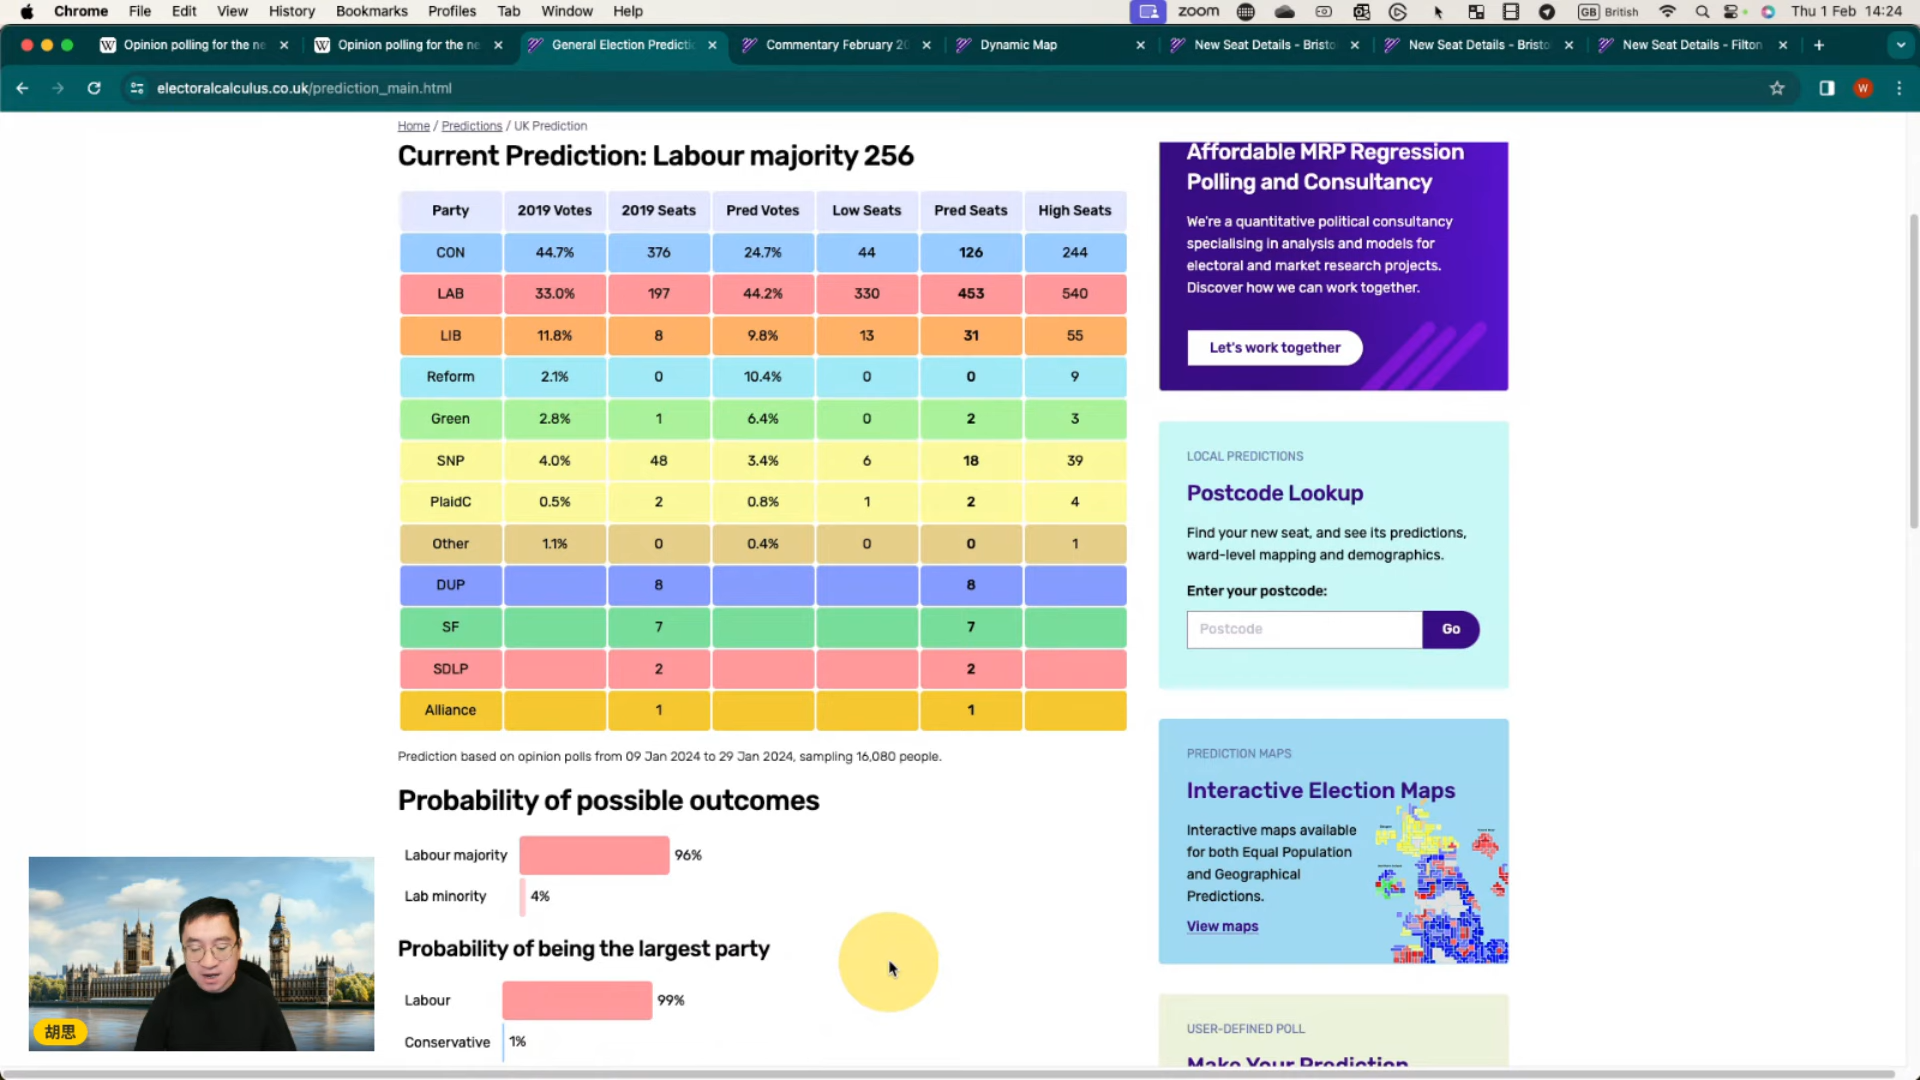 Chrome File Edit View History Bookmarks Profiles Tab Window Help zoom GB British Thu 1 Feb 14:24
Opinion polling for the ne Opinion polling for the ne General Election Predicti Commentary February 20 Dynamic Map New Seat Details - Bristo New Seat Details - Bristo New Seat Details - Filton
electoralcalculus.co.uk/prediction_main.html W
Home / Predictions / UK Prediction
Current Prediction: Labour majority 256
Party 2019 Votes 2019 Seats Pred Votes Low Seats Pred Seats High Seats
CON 44.7% 376 24.7% 44 126 244
LAB 33.0% 197 44.2% 330 453 540
LIB 11.8% 8 9.8% 13 31 55
Reform 2.1% 0 10.4% 0 0 9
Green 2.8% 1 6.4% 0 2 3
SNP 4.0% 48 3.4% 6 18 39
PlaidC 0.5% 2 0.8% 1 2 4
Other 1.1% 0 0.4% 0 0 1
DUP 8 8
SF 7 7
SDLP 2 2
Alliance 1 1
Prediction based on opinion polls from 09 Jan 2024 to 29 Jan 2024, sampling 16,080 people.
Probability of possible outcomes
Labour majority 96%
Lab minority 4%
Probability of being the largest party
Labour 99%
Conservative 1%
Affordable MRP Regression
Polling and Consultancy
We're a quantitative political consultancy
specialising in analysis and models for
electoral and market research projects.
Discover how we can work together.
Let's work together
LOCAL PREDICTIONS
Postcode Lookup
Find your new seat, and see its predictions,
ward-level mapping and demographics.
Enter your postcode:
Postcode Go
PREDICTION MAPS
Interactive Election Maps
Interactive maps available
for both Equal Population
and Geographical
Predictions.
View maps
USER-DEFINED POLL
Make Your Prediction
胡思